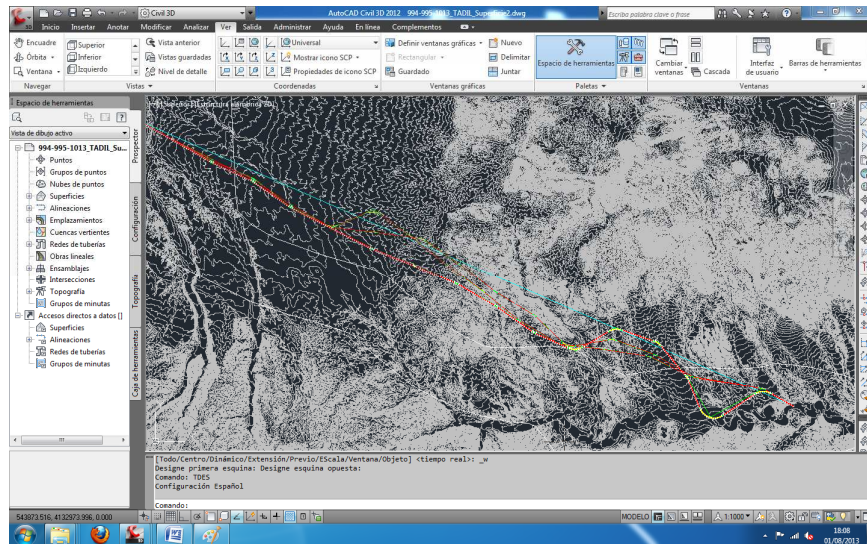 Civil 3D
AutoCAD Civil 3D 2012 994-995-1013_TADIL_Superficie2.dwg
Escriba palabra clave o frase
Inicio Insertar Anotar Modificar Analizar Ver Salida Administrar Ayuda En línea Complementos
Encuadre Superior Vista anterior Universal Definir ventanas gráficas Nuevo
Órbita Inferior Vistas guardadas Mostrar icono SCP Rectangular Delimitar Espacio de herramientas Cambiar ventanas Cascada Interfaz de usuario Barras de herramientas
Ventana Izquierdo Nivel de detalle Propiedades de icono SCP Guardado Juntar
Navegar Vistas Coordenadas Ventanas gráficas Paletas Ventanas
Espacio de herramientas
Vista de dibujo activo
994-995-1013_TADIL_Su...
Puntos
Grupos de puntos
Nubes de puntos
Superficies
Alineaciones
Emplazamientos
Cuencas vertientes
Redes de tuberías
Obras lineales
Ensamblajes
Intersecciones
Topografía
Grupos de minutas
Accesos directos a datos []
Superficies
Alineaciones
Redes de tuberías
Grupos de minutas
Prospector
Configuración
Topografía
Caja de herramientas
[Todo/Centro/Dinámico/Extensión/Previo/EScala/Ventana/Objeto] <tiempo real>: _w
Designe primera esquina: Designe esquina opuesta:
Comando: TDES
Configuración Español
Comando:
543873.516, 4132973.996, 0.000
MODELO
1:1000
18:08
01/08/2013